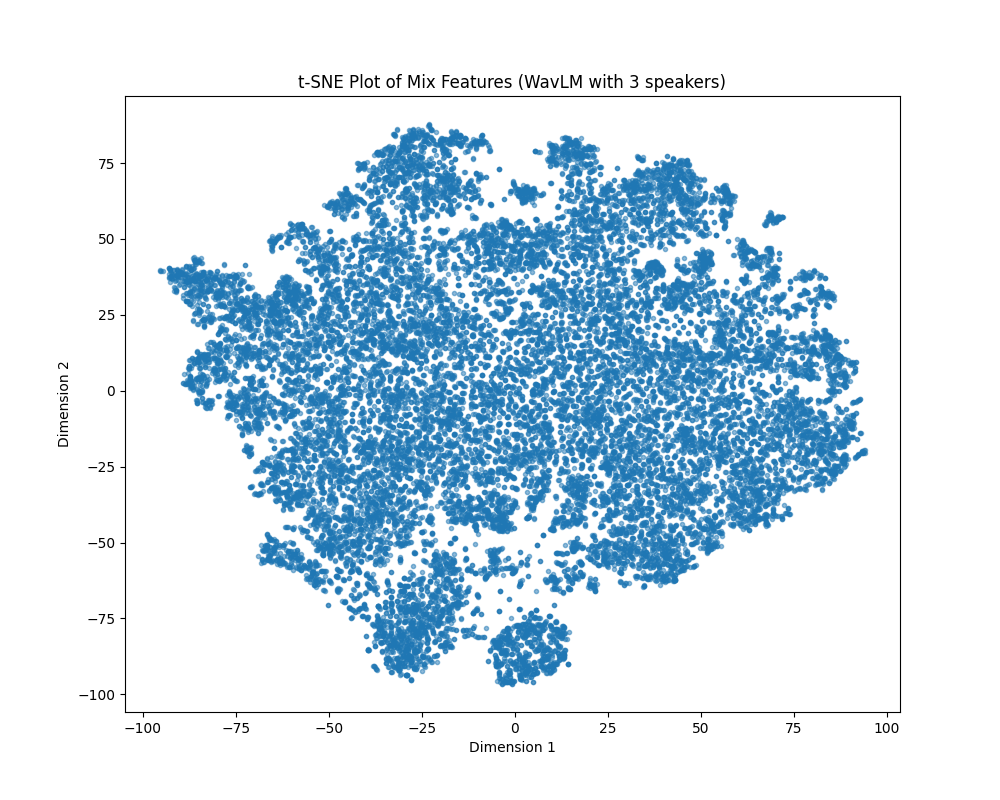 t-SNE Plot of Mix Features (WavLM with 3 speakers)
75
50
25
0
−25
−50
−75
−100
Dimension 2
−100 −75 −50 −25 0 25 50 75 100
Dimension 1